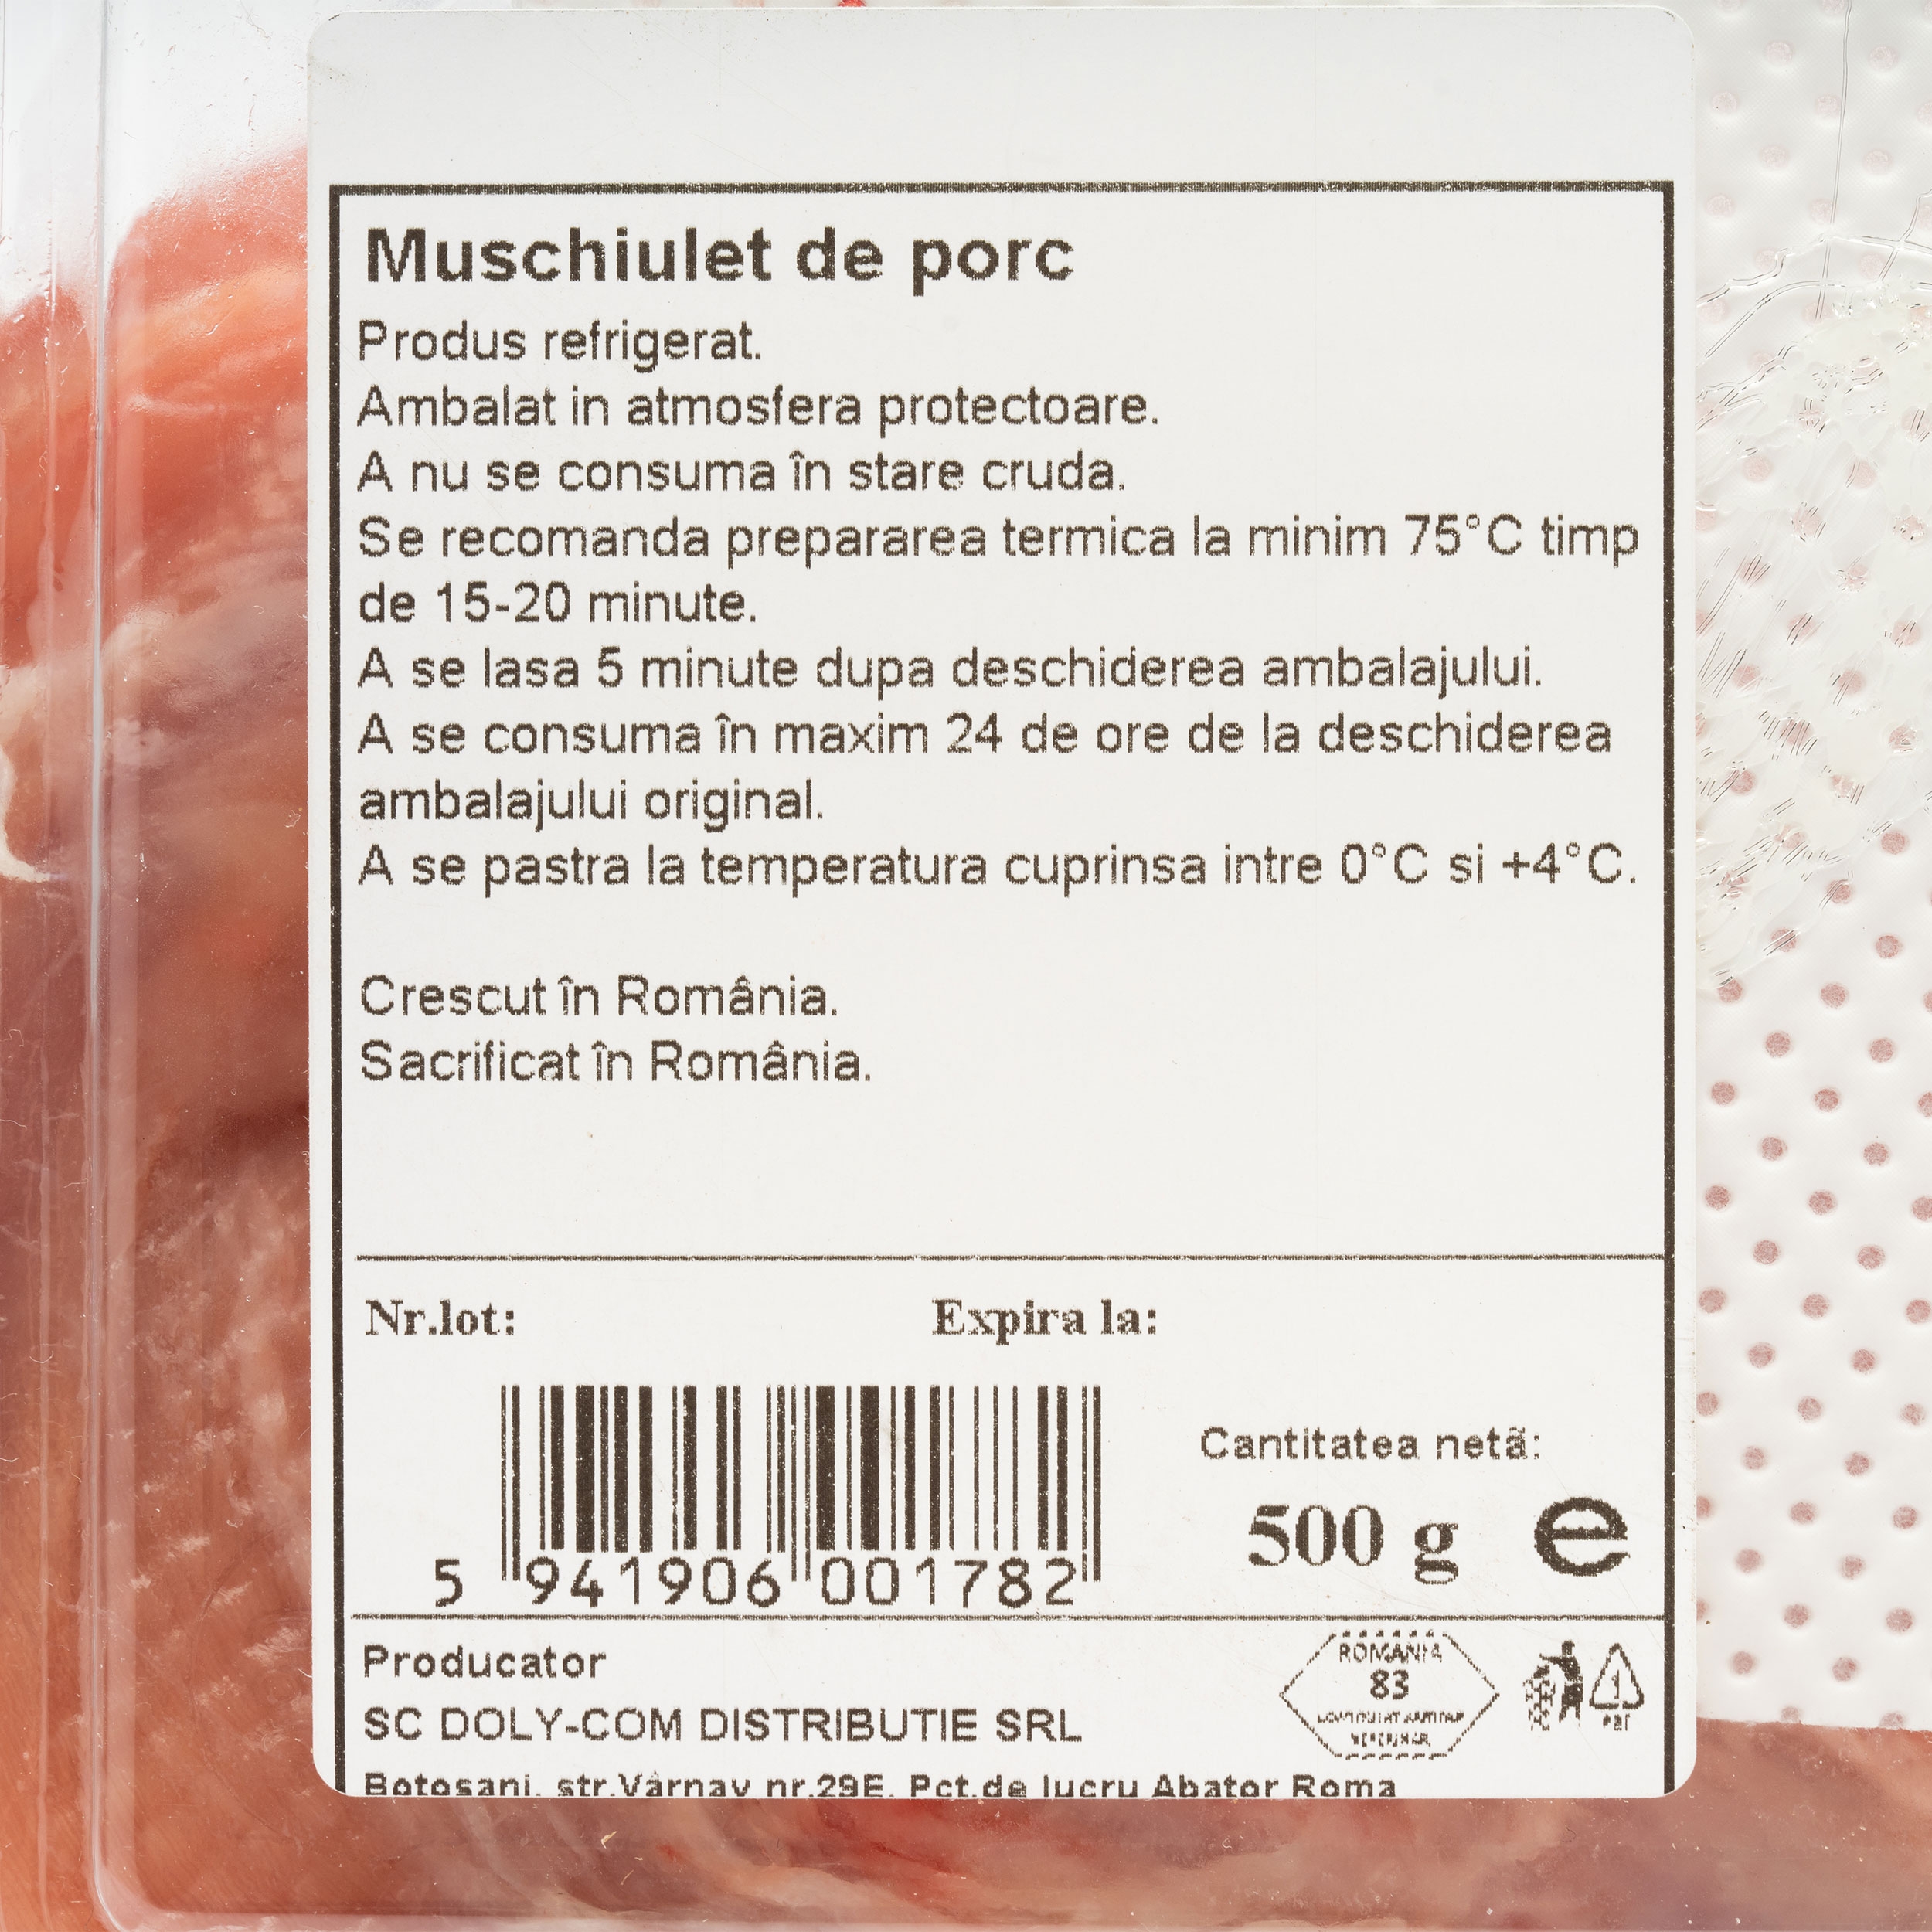 Muschiulet de porc
Produs refrigerat.
Ambalat in atmosfera protectoare.
A nu se consuma în stare cruda.
Se recomanda prepararea termica la minim 75°C timp
de 15-20 minute.
A se lasa 5 minute dupa deschiderea ambalajului.
A se consuma în maxim 24 de ore de la deschiderea
ambalajului original.
A se pastra la temperatura cuprinsa intre 0°C si +4°C.
Crescut în România.
Sacrificat în România.
Nr.lot: Expira la:
5 941906 001782
Cantitatea netă:
500 g e
Producator
SC DOLY-COM DISTRIBUTIE SRL
Botosani, str.Vârnav nr.29E, Pct.de lucru Abator Roma
ROMANIA
83
1